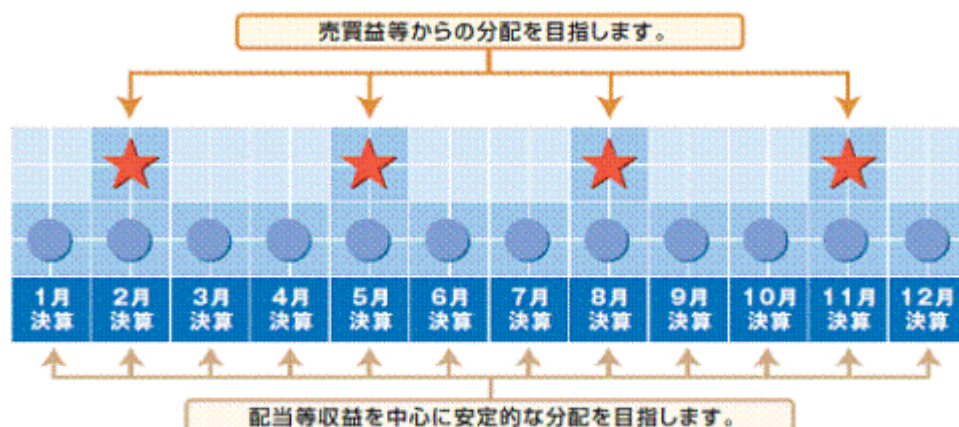 売買益等からの分配を目指します。
1月 2月 3月 4月 5月 6月 7月 8月 9月 10月 11月 12月
決算 決算 決算 決算 決算 決算 決算 決算 決算 決算 決算 決算
配当等収益を中心に安定的な分配を目指します。